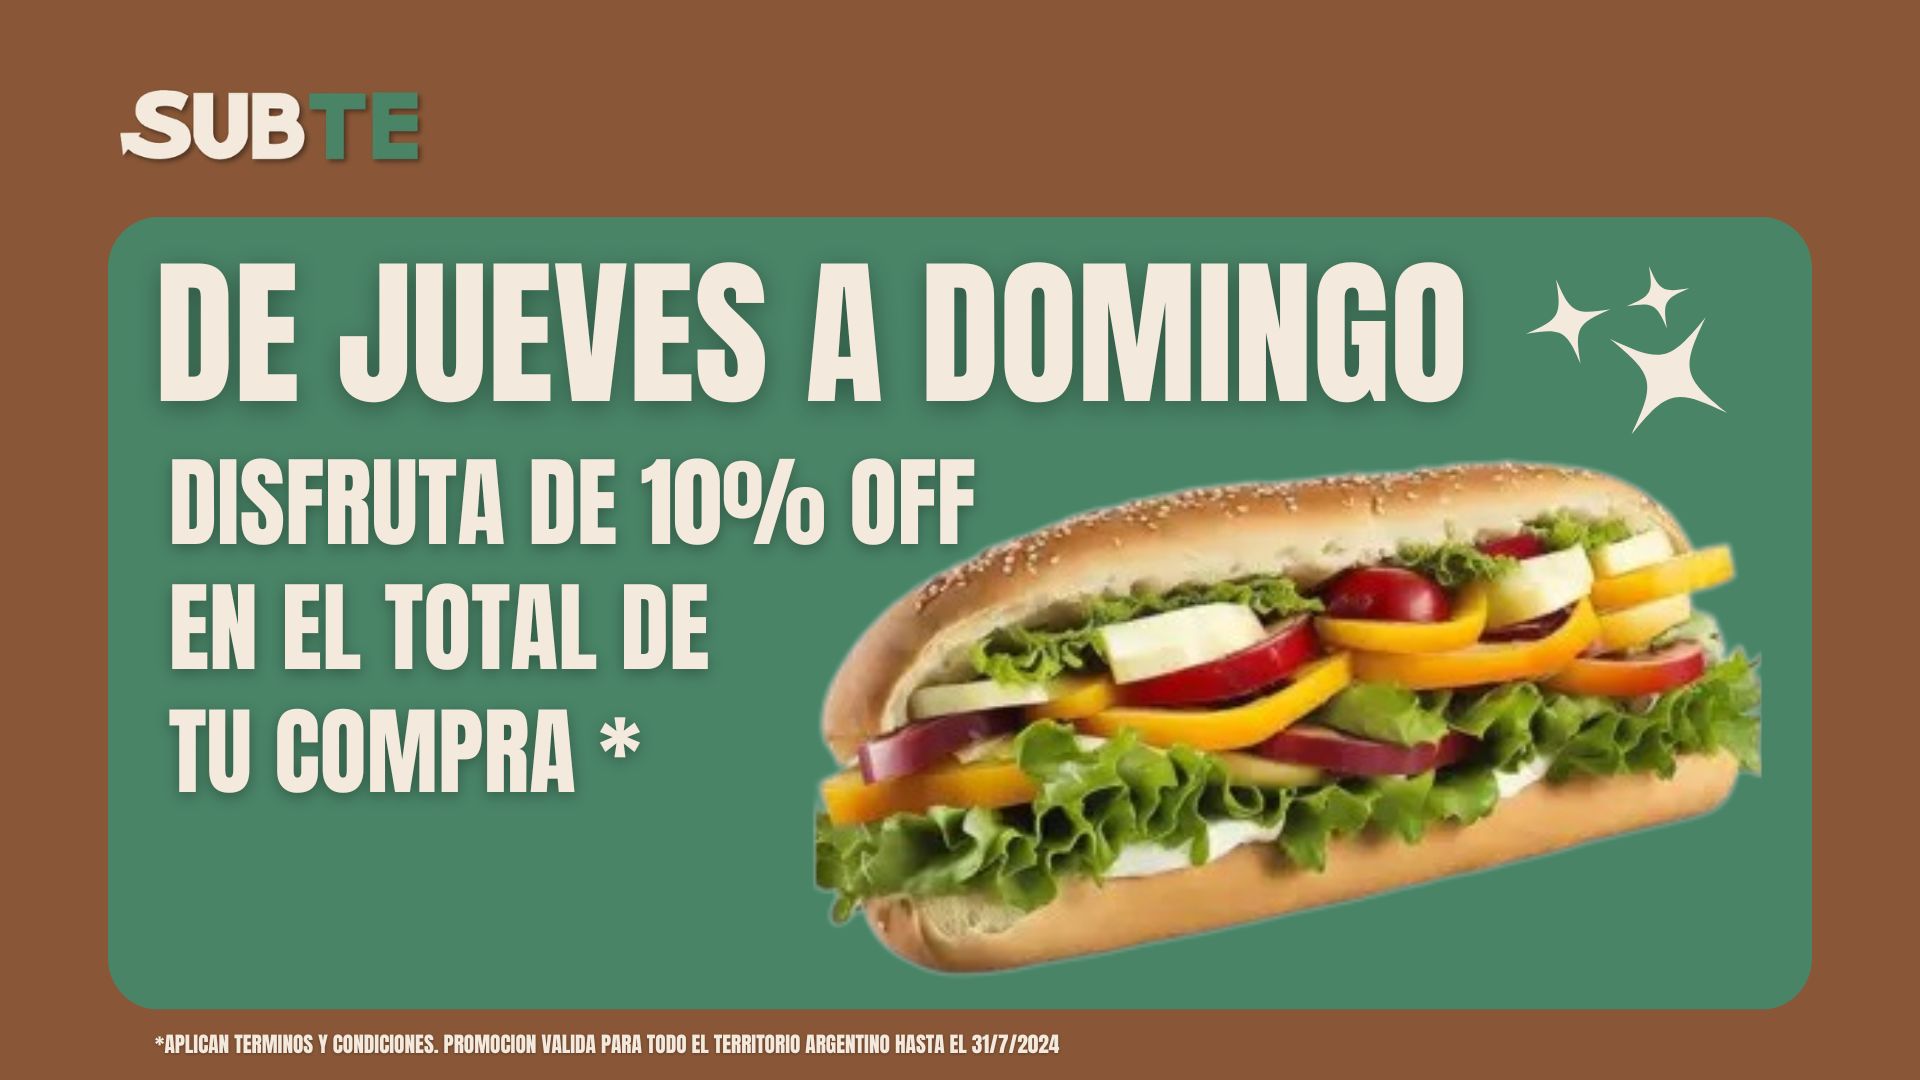 SUBTE
DE JUEVES A DOMINGO
DISFRUTA DE 10% OFF
EN EL TOTAL DE
TU COMPRA *
*APLICAN TERMINOS Y CONDICIONES. PROMOCION VALIDA PARA TODO EL TERRITORIO ARGENTINO HASTA EL 31/7/2024